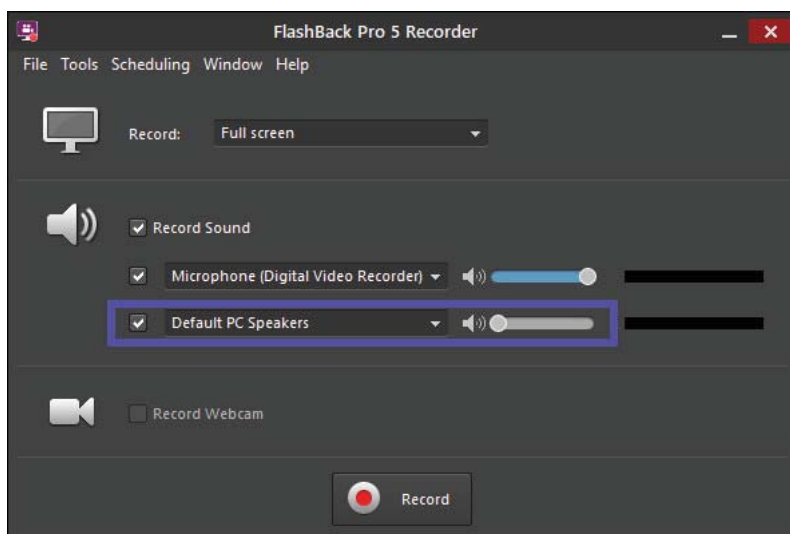 FlashBack Pro 5 Recorder
File Tools Scheduling Window Help
Record: Full screen
Record Sound
Microphone (Digital Video Recorder)
Default PC Speakers
Record Webcam
Record